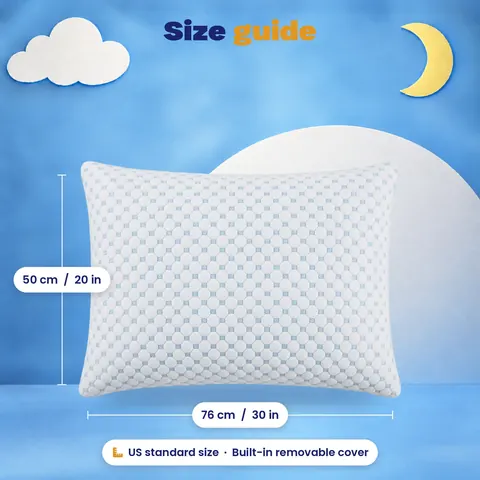 Size guide
50 cm / 20 in
76 cm / 30 in
US standard size · Built-in removable cover